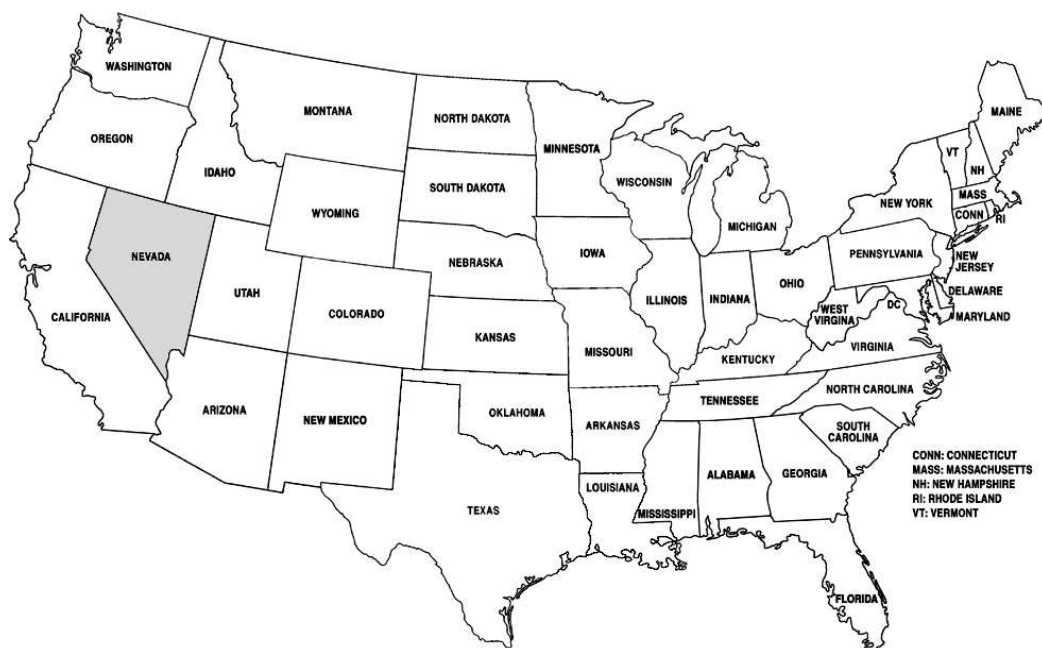 WASHINGTON
MONTANA
NORTH DAKOTA
MINNESOTA
MAINE
OREGON
IDAHO
WYOMING
SOUTH DAKOTA
WISCONSIN
MICHIGAN
VT
NH
NEW YORK
MASS
CONN
RI
NEVADA
UTAH
COLORADO
NEBRASKA
IOWA
ILLINOIS
INDIANA
OHIO
PENNSYLVANIA
NEW
JERSEY
CALIFORNIA
KANSAS
MISSOURI
KENTUCKY
WEST
VIRGINIA
DC
DELAWARE
MARYLAND
VIRGINIA
ARIZONA
NEW MEXICO
OKLAHOMA
ARKANSAS
TENNESSEE
NORTH CAROLINA
SOUTH
CAROLINA
TEXAS
LOUISIANA
MISSISSIPPI
ALABAMA
GEORGIA
FLORIDA
CONN: CONNECTICUT
MASS: MASSACHUSETTS
NH: NEW HAMPSHIRE
RI: RHODE ISLAND
VT: VERMONT